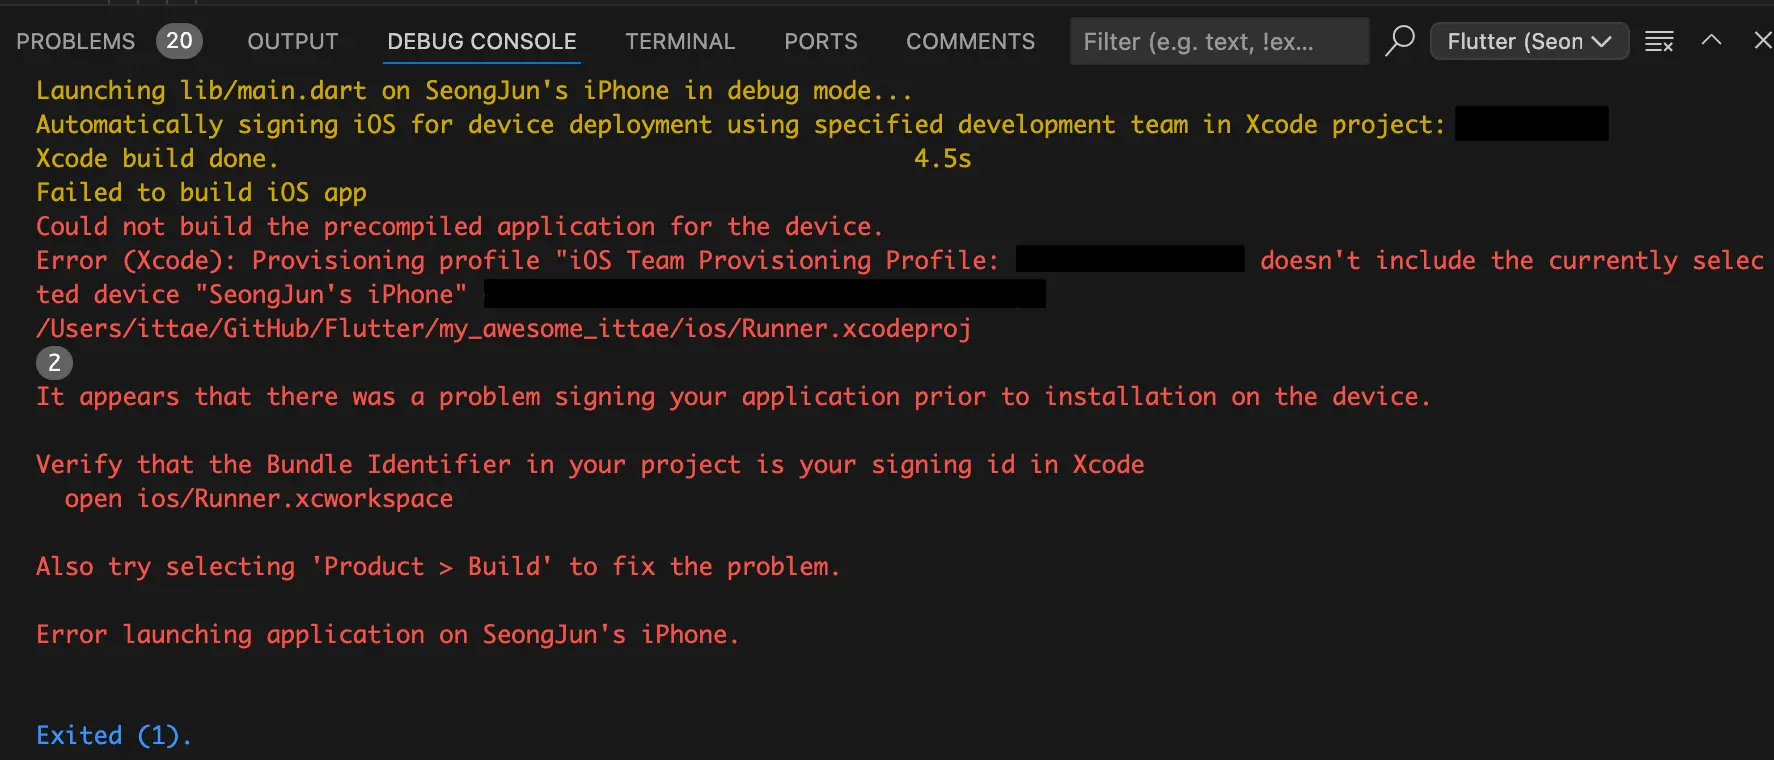 PROBLEMS 20 OUTPUT DEBUG CONSOLE TERMINAL PORTS COMMENTS Filter (e.g. text, !ex... Flutter (Seon
Launching lib/main.dart on SeongJun's iPhone in debug mode...
Automatically signing iOS for device deployment using specified development team in Xcode project:
Xcode build done. 4.5s
Failed to build iOS app
Could not build the precompiled application for the device.
Error (Xcode): Provisioning profile "iOS Team Provisioning Profile: doesn't include the currently selec
ted device "SeongJun's iPhone"
/Users/ittae/GitHub/Flutter/my_awesome_ittae/ios/Runner.xcodeproj
2
It appears that there was a problem signing your application prior to installation on the device.
Verify that the Bundle Identifier in your project is your signing id in Xcode
open ios/Runner.xcworkspace
Also try selecting 'Product > Build' to fix the problem.
Error launching application on SeongJun's iPhone.
Exited (1).